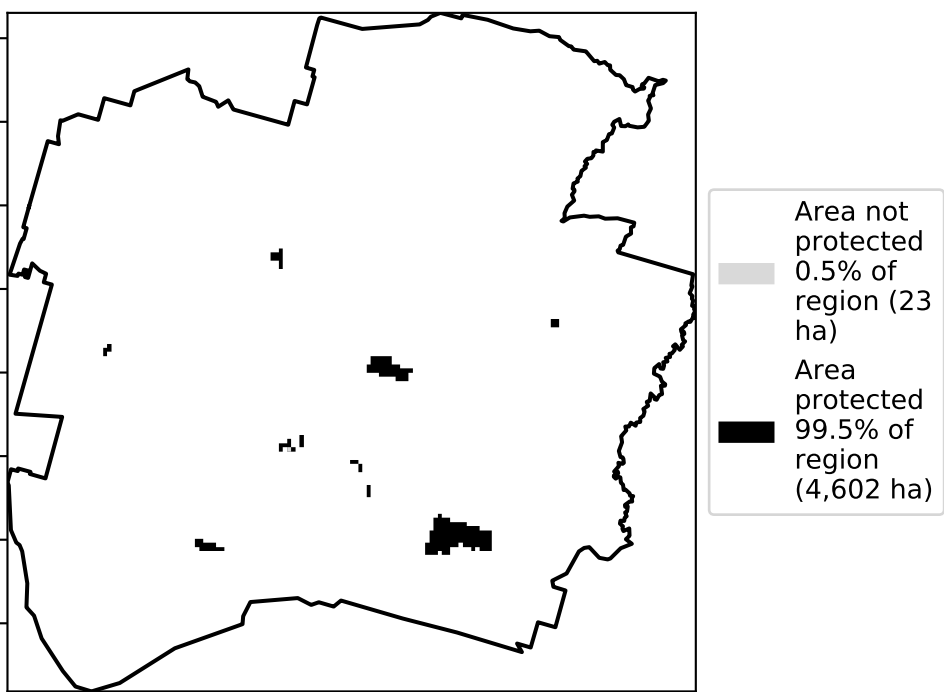 Area not
protected
0.5% of
region (23
ha)
Area
protected
99.5% of
region
(4,602 ha)